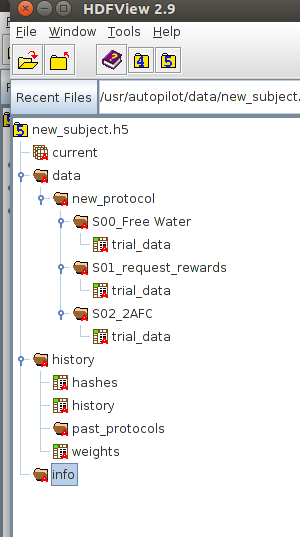 HDFView 2.9
File Window Tools Help
4 5
Recent Files /usr/autopilot/data/new_subject.
5 new_subject.h5
current
data
new_protocol
S00_Free Water
trial_data
S01_request_rewards
trial_data
S02_2AFC
trial_data
history
hashes
history
past_protocols
weights
info